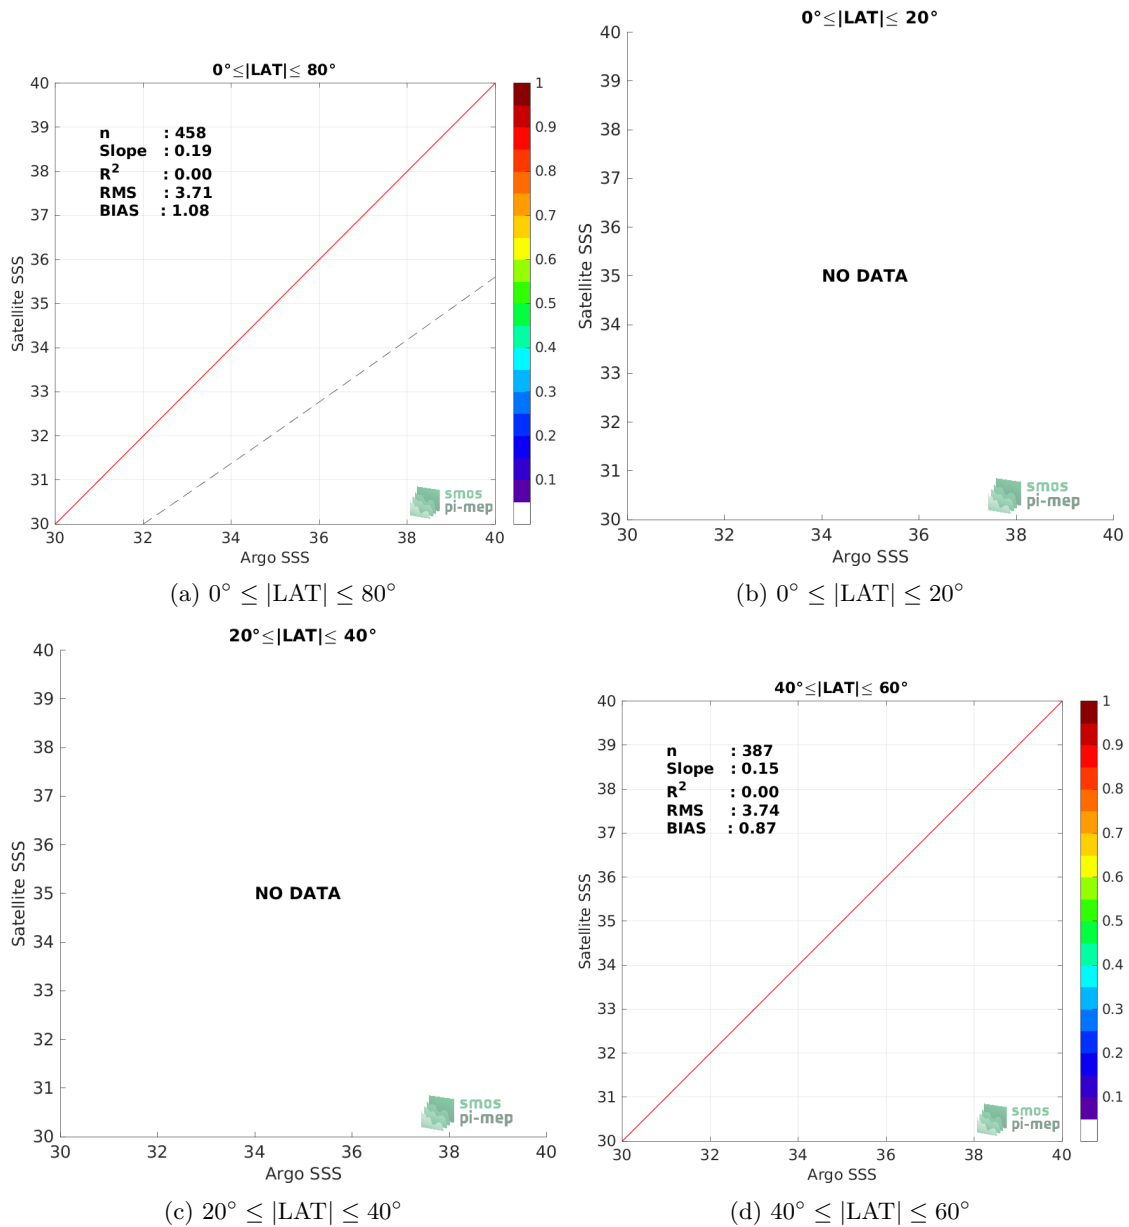 0°≤|LAT|≤ 80°
40
39
38
37
36
35
34
33
32
31
30
n : 458
Slope : 0.19
R² : 0.00
RMS : 3.71
BIAS : 1.08
Satellite SSS
smos
pi-mep
30 32 34 36 38 40
Argo SSS
1
0.9
0.8
0.7
0.6
0.5
0.4
0.3
0.2
0.1
(a) 0° ≤ |LAT| ≤ 80°
0°≤|LAT|≤ 20°
40
39
38
37
36
35
34
33
32
31
30
Satellite SSS
NO DATA
smos
pi-mep
30 32 34 36 38 40
Argo SSS
(b) 0° ≤ |LAT| ≤ 20°
20°≤|LAT|≤ 40°
40
39
38
37
36
35
34
33
32
31
30
Satellite SSS
NO DATA
smos
pi-mep
30 32 34 36 38 40
Argo SSS
(c) 20° ≤ |LAT| ≤ 40°
40°≤|LAT|≤ 60°
40
39
38
37
36
35
34
33
32
31
30
n : 387
Slope : 0.15
R² : 0.00
RMS : 3.74
BIAS : 0.87
Satellite SSS
smos
pi-mep
30 32 34 36 38 40
Argo SSS
1
0.9
0.8
0.7
0.6
0.5
0.4
0.3
0.2
0.1
(d) 40° ≤ |LAT| ≤ 60°